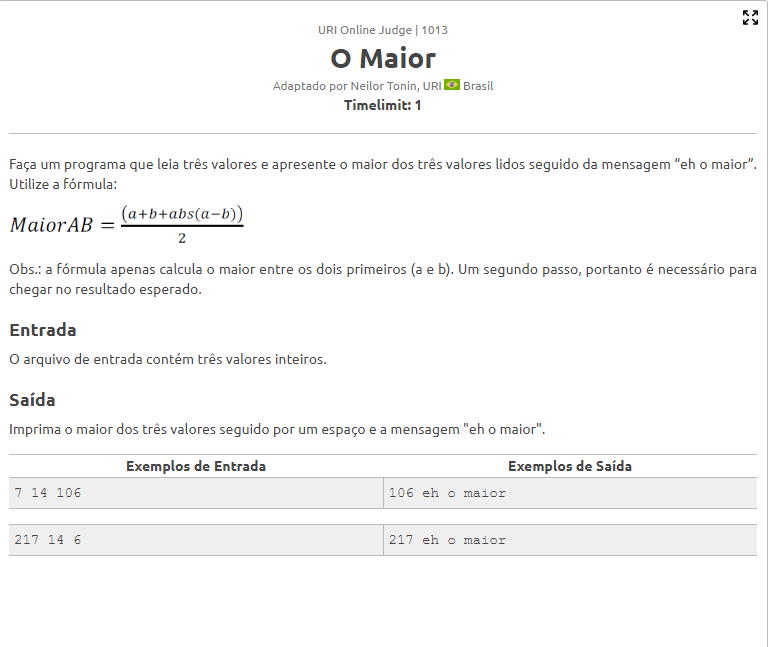 URI Online Judge | 1013
O Maior
Adaptado por Neilor Tonin, URI Brasil
Timelimit: 1
Faça um programa que leia três valores e apresente o maior dos três valores lidos seguido da mensagem “eh o maior”.
Utilize a fórmula:
MaiorAB = (a+b+abs(a−b))/2
Obs.: a fórmula apenas calcula o maior entre os dois primeiros (a e b). Um segundo passo, portanto é necessário para
chegar no resultado esperado.
Entrada
O arquivo de entrada contém três valores inteiros.
Saída
Imprima o maior dos três valores seguido por um espaço e a mensagem "eh o maior".
Exemplos de Entrada Exemplos de Saída
7 14 106 106 eh o maior
217 14 6 217 eh o maior